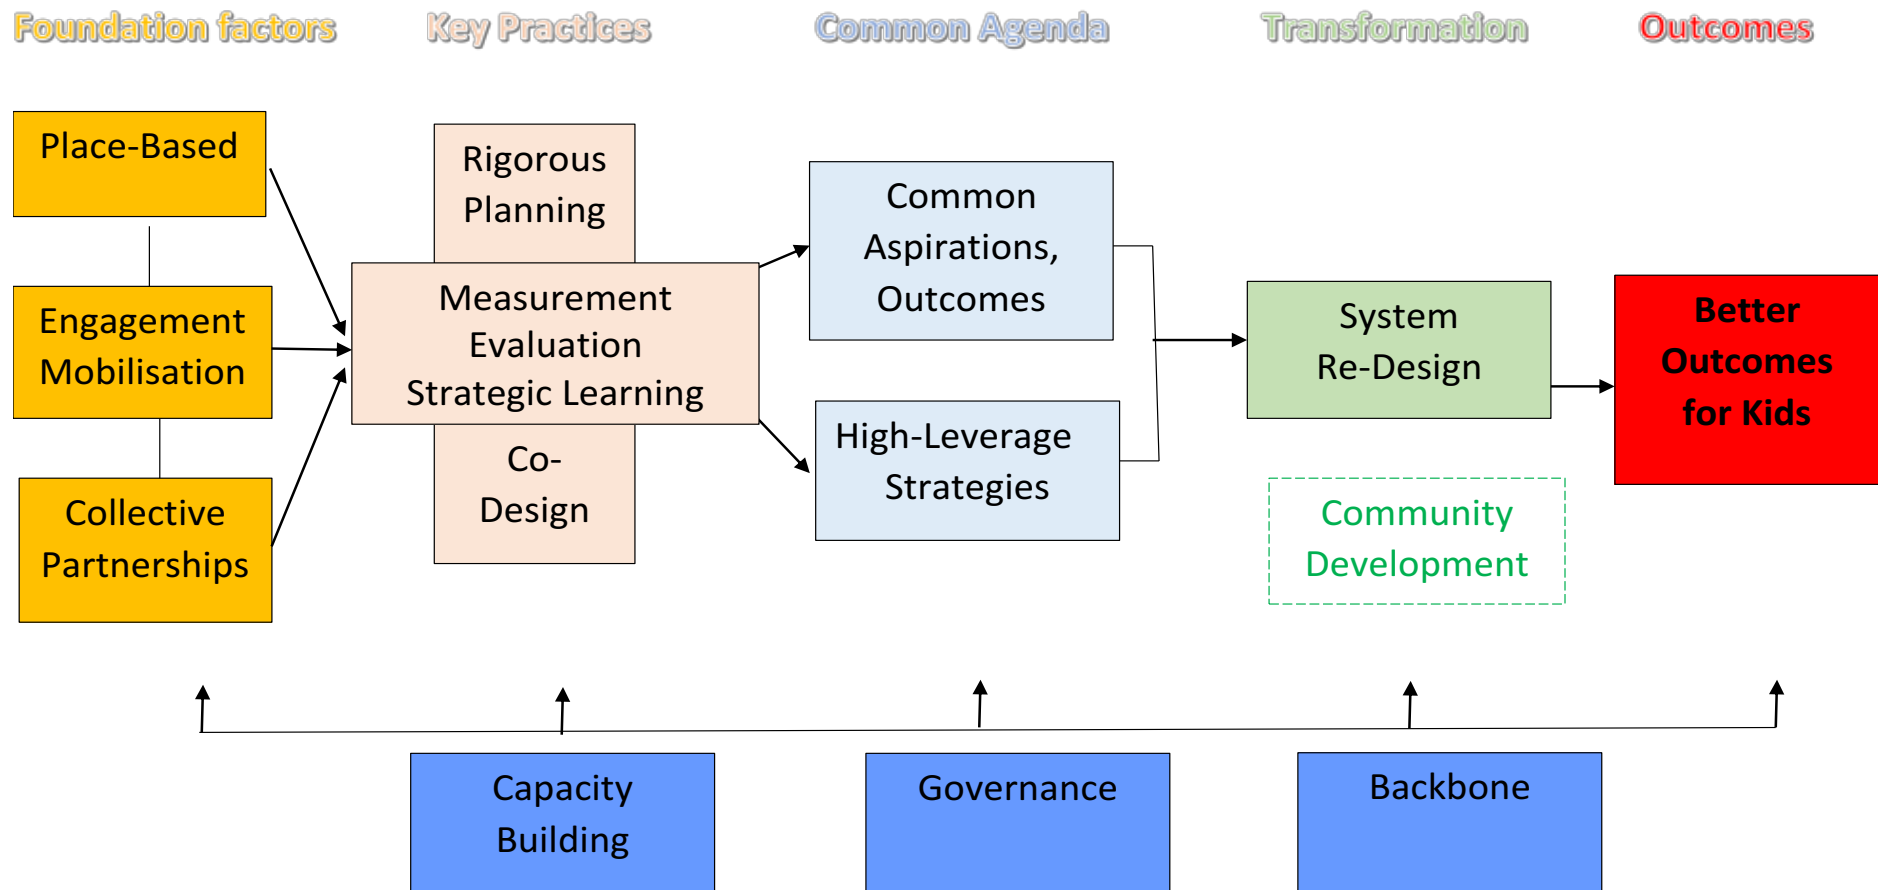 Foundation factors
Key Practices
Common Agenda
Transformation
Outcomes
Place-Based
Engagement
Mobilisation
Collective
Partnerships
Rigorous
Planning
Measurement
Evaluation
Strategic Learning
Co-
Design
Common
Aspirations,
Outcomes
High-Leverage
Strategies
System
Re-Design
Community
Development
Better
Outcomes
for Kids
Capacity
Building
Governance
Backbone